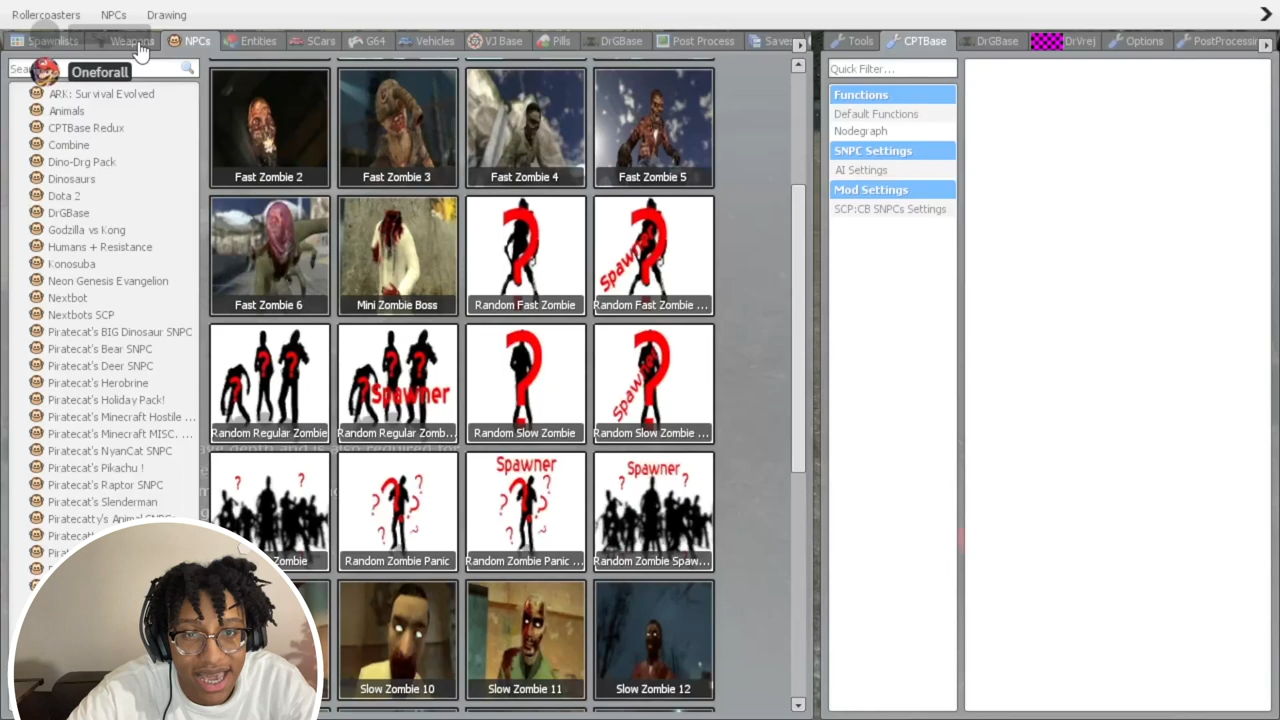 Rollercoasters NPCs Drawing
Spawnlists Weapons NPCs Entities SCars G64 Vehicles VJ Base Pills DrGBase Post Process Save
Tools CPTBase DrGBase DrVrej Options PostProcessin
Sea
Oneforall
ARK: Survival Evolved
Animals
CPTBase Redux
Combine
Dino-Drg Pack
Dinosaurs
Dota 2
DrGBase
Godzilla vs Kong
Humans + Resistance
Konosuba
Neon Genesis Evangelion
Nextbot
Nextbots SCP
Piratecat's BIG Dinosaur SNPC
Piratecat's Bear SNPC
Piratecat's Deer SNPC
Piratecat's Herobrine
Piratecat's Holiday Pack!
Piratecat's Minecraft Hostile ...
Piratecat's Minecraft MISC. ...
Piratecat's NyanCat SNPC
Piratecat's Pikachu !
Piratecat's Raptor SNPC
Piratecat's Slenderman
Piratecatty's Animal SNPCs
Piratecatt
Pirat
Fast Zombie 2 Fast Zombie 3 Fast Zombie 4 Fast Zombie 5
Spawner
Fast Zombie 6 Mini Zombie Boss Random Fast Zombie Random Fast Zombie ...
Spawner
Spawner
Random Regular Zombie Random Regular Zomb... Random Slow Zombie Random Slow Zombie ...
Spawner
Spawner
Zombie Random Zombie Panic Random Zombie Panic ... Random Zombie Spaw...
Slow Zombie 10 Slow Zombie 11 Slow Zombie 12
Quick Filter...
Functions
Default Functions
Nodegraph
SNPC Settings
AI Settings
Mod Settings
SCP:CB SNPCs Settings